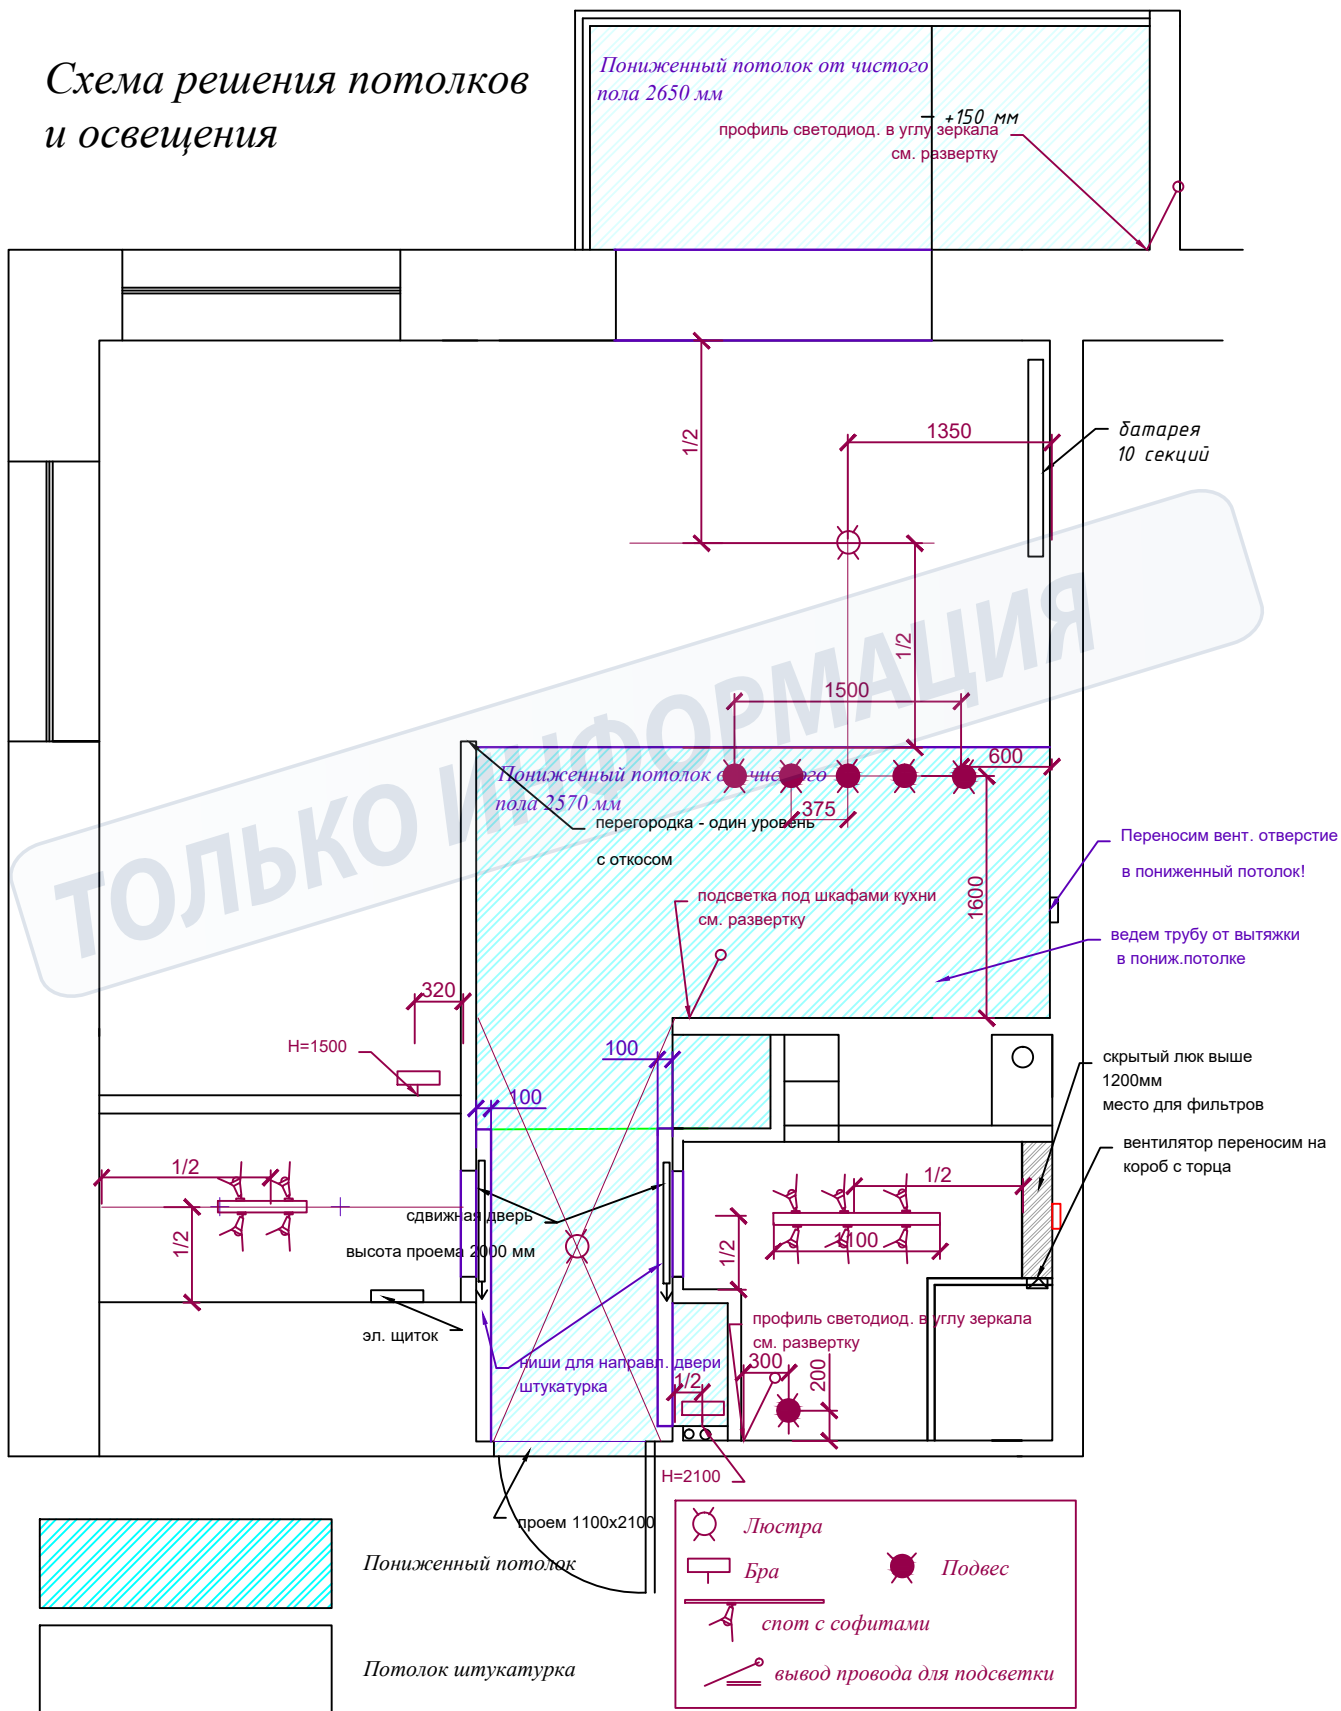 Схема решения потолков
и освещения
Пониженный потолок от чистого
пола 2650 мм
+150 мм
профиль светодиод. в углу зеркала
см. развертку
1/2
1350
батарея
10 секций
1/2
1500
600
Пониженный потолок от чистого
пола 2570 мм
375
перегородка - один уровень
с откосом
ТОЛЬКО ИНФОРМАЦИЯ
Переносим вент. отверстие
в пониженный потолок!
подсветка под шкафами кухни
см. развертку
1600
ведем трубу от вытяжки
в пониж.потолке
320
H=1500
100
100
скрытый люк выше
1200мм
место для фильтров
вентилятор переносим на
короб с торца
1/2
1/2
1/2
1/2
1100
сдвижная дверь
высота проема 2000 мм
эл. щиток
ниши для направл. двери
штукатурка
профиль светодиод. в углу зеркала
см. развертку
300
200
1/2
H=2100
проем 1100x2100
Пониженный потолок
Потолок штукатурка
Люстра
Бра
Подвес
спот с софитами
вывод провода для подсветки